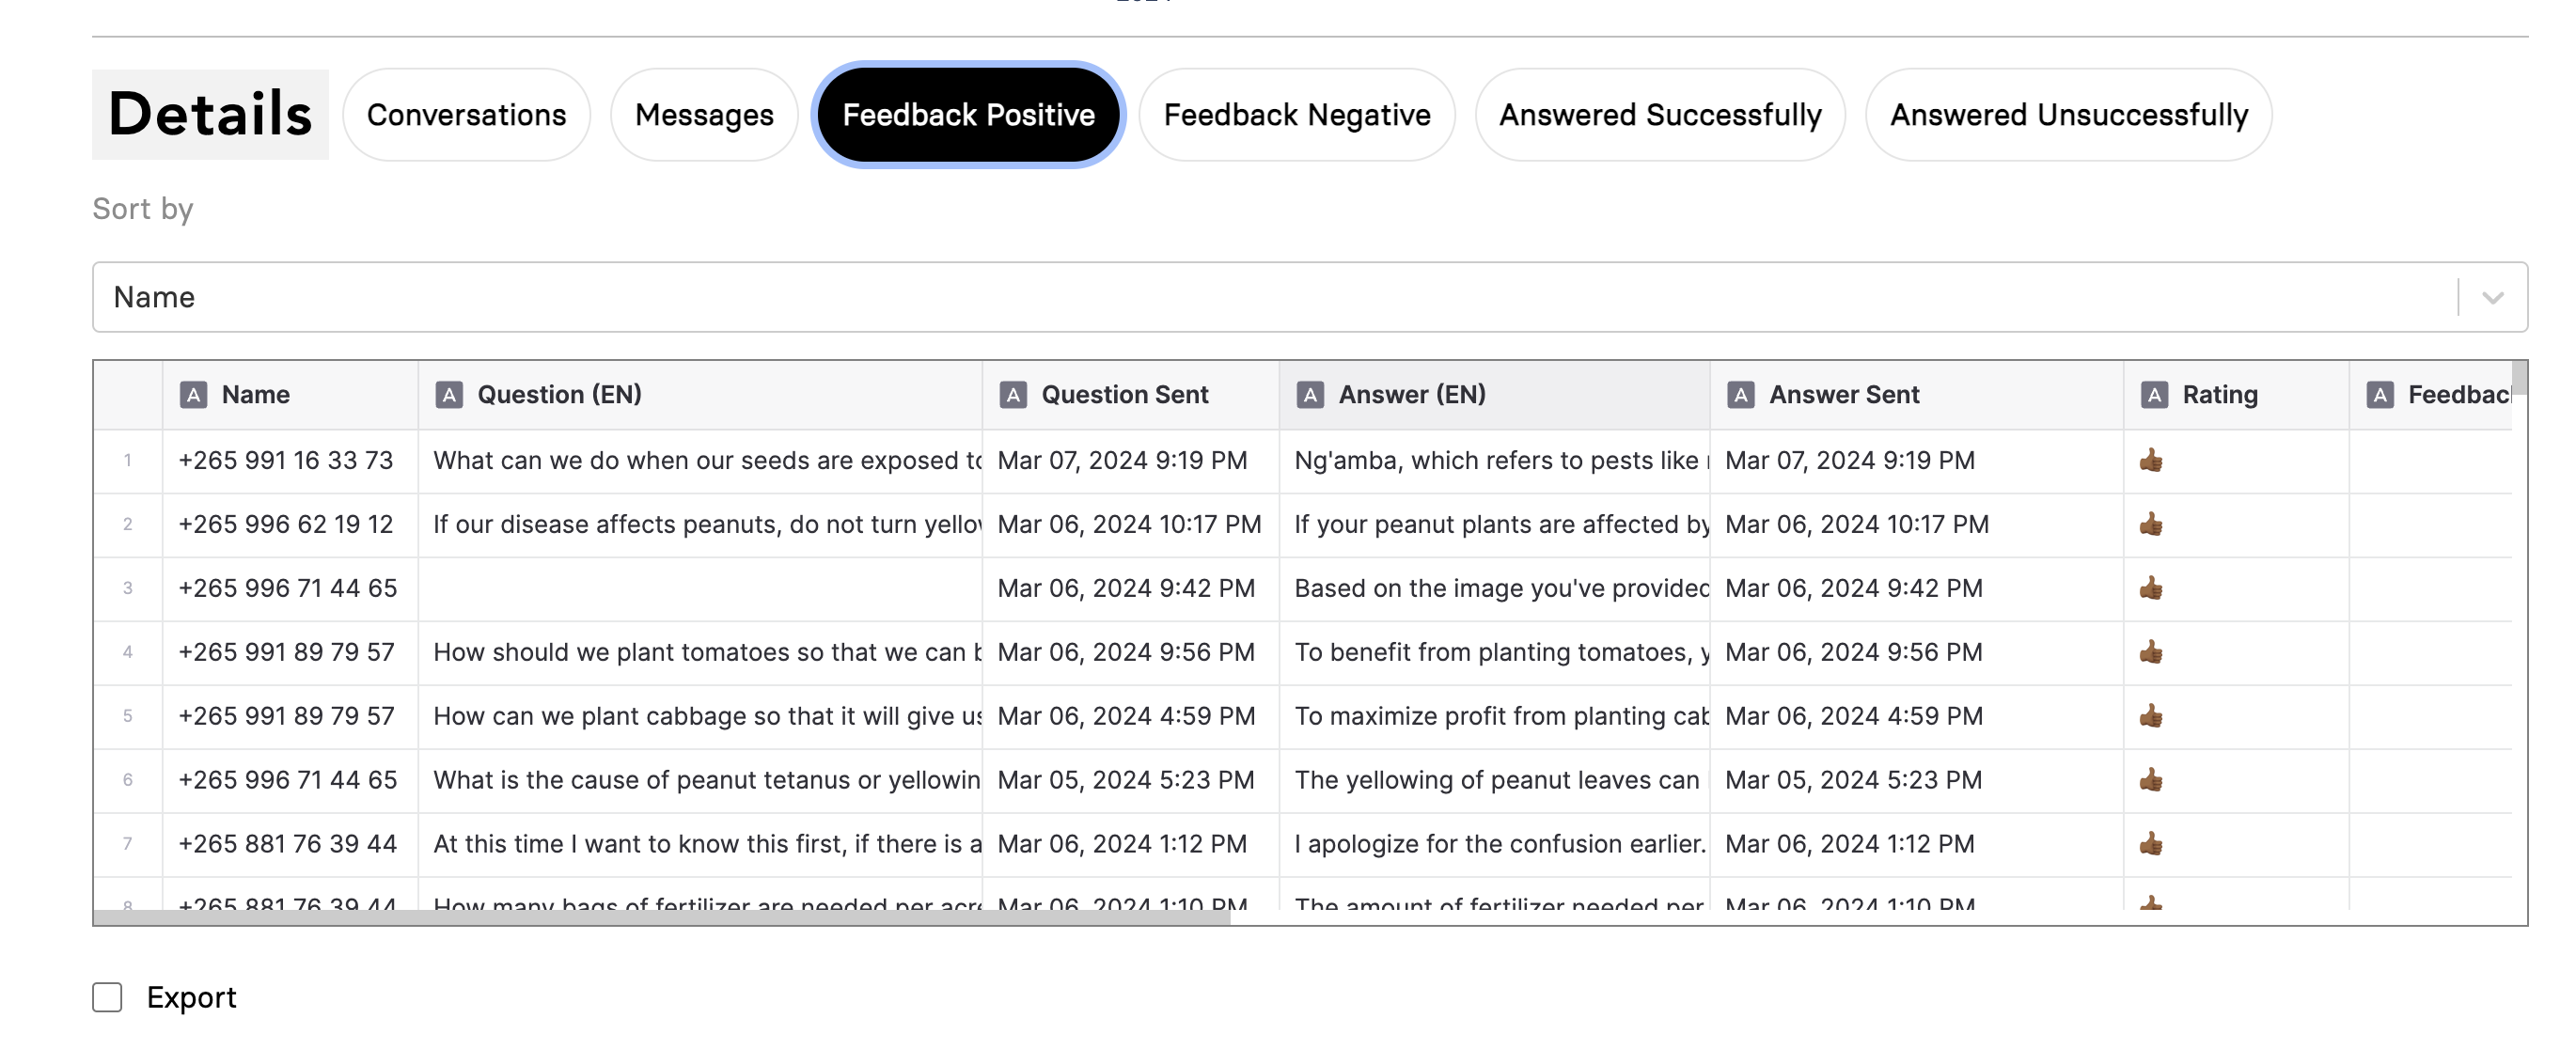 Details Conversations Messages Feedback Positive Feedback Negative Answered Successfully Answered Unsuccessfully
Sort by
Name
A Name A Question (EN) A Question Sent A Answer (EN) A Answer Sent A Rating A Feedbac
1 +265 991 16 33 73 What can we do when our seeds are exposed to Mar 07, 2024 9:19 PM Ng'amba, which refers to pests like Mar 07, 2024 9:19 PM 👍🏾
2 +265 996 62 19 12 If our disease affects peanuts, do not turn yellow Mar 06, 2024 10:17 PM If your peanut plants are affected by Mar 06, 2024 10:17 PM 👍🏾
3 +265 996 71 44 65 Mar 06, 2024 9:42 PM Based on the image you've provided Mar 06, 2024 9:42 PM 👍🏾
4 +265 991 89 79 57 How should we plant tomatoes so that we can Mar 06, 2024 9:56 PM To benefit from planting tomatoes, y Mar 06, 2024 9:56 PM 👍🏾
5 +265 991 89 79 57 How can we plant cabbage so that it will give us Mar 06, 2024 4:59 PM To maximize profit from planting cab Mar 06, 2024 4:59 PM 👍🏾
6 +265 996 71 44 65 What is the cause of peanut tetanus or yellowin Mar 05, 2024 5:23 PM The yellowing of peanut leaves can Mar 05, 2024 5:23 PM 👍🏾
7 +265 881 76 39 44 At this time I want to know this first, if there is a Mar 06, 2024 1:12 PM I apologize for the confusion earlier. Mar 06, 2024 1:12 PM 👍🏾
8 +265 881 76 39 44 How many bags of fertilizer are needed per acre Mar 06, 2024 1:10 PM The amount of fertilizer needed per Mar 06, 2024 1:10 PM 👍🏾
Export